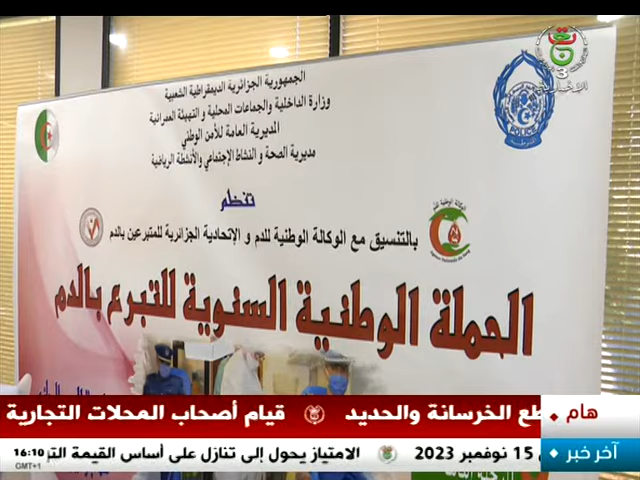 3
الجمهورية الجزائرية الديمقراطية الشعبية
وزارة الداخلية والجماعات المحلية و التهيئة العمرانية
المديرية العامة للأمن الوطني
مديرية الصحة و النشاط الإجتماعي والأنشطة الرياضية
POLICE
تنظم
بالتنسيق مع الوكالة الوطنية للدم و الإتحادية الجزائرية للمتبرعين بالدم
الحملة الوطنية السنوية للتبرع بالدم
هام
الخرسانة والحديد قيام أصحاب المحلات التجارية
آخر خبر
15 نوفمبر 2023 الامتياز يحول إلى تنازل على أساس القيمة
16:10
GMT+1